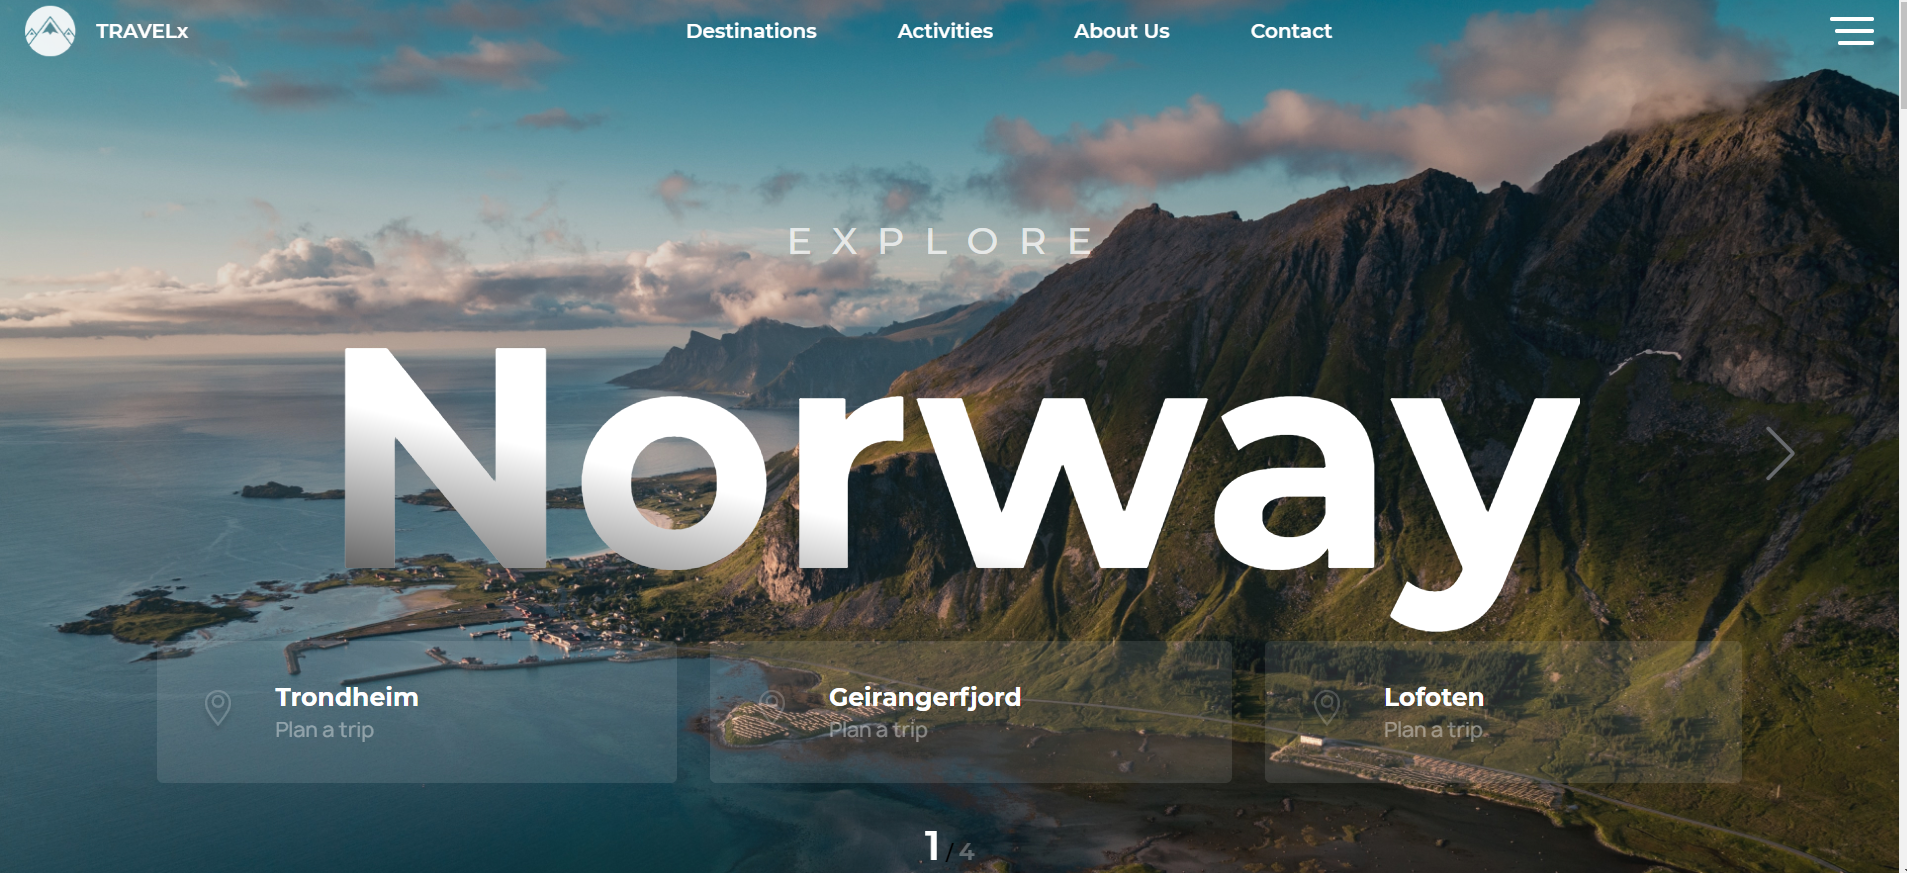 TRAVELx
Destinations
Activities
About Us
Contact
EXPLORE
Norway
Trondheim
Plan a trip
Geirangerfjord
Plan a trip
Lofoten
Plan a trip
1 / 4